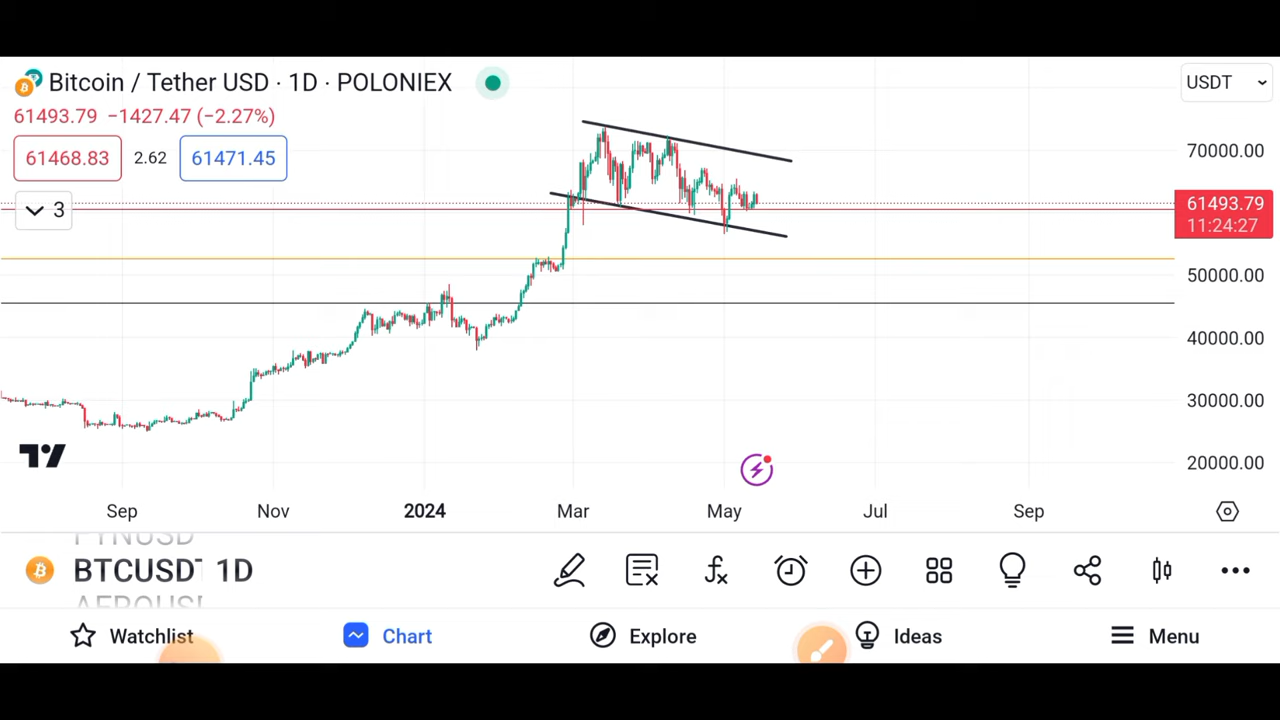 Bitcoin / Tether USD · 1D · POLONIEX
USDT
61493.79 −1427.47 (−2.27%)
61468.83 2.62 61471.45
3
70000.00
61493.79
11:24:27
50000.00
40000.00
30000.00
20000.00
Sep Nov 2024 Mar May Jul Sep
BTCUSDT 1D
Watchlist Chart Explore Ideas Menu